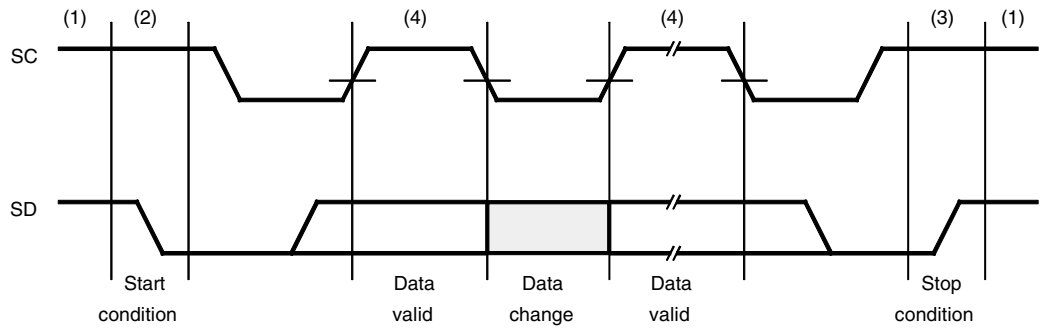 (1) (2) (4) (4) (3) (1)
SC
SD
Start Data Data Data Stop
condition valid change valid condition